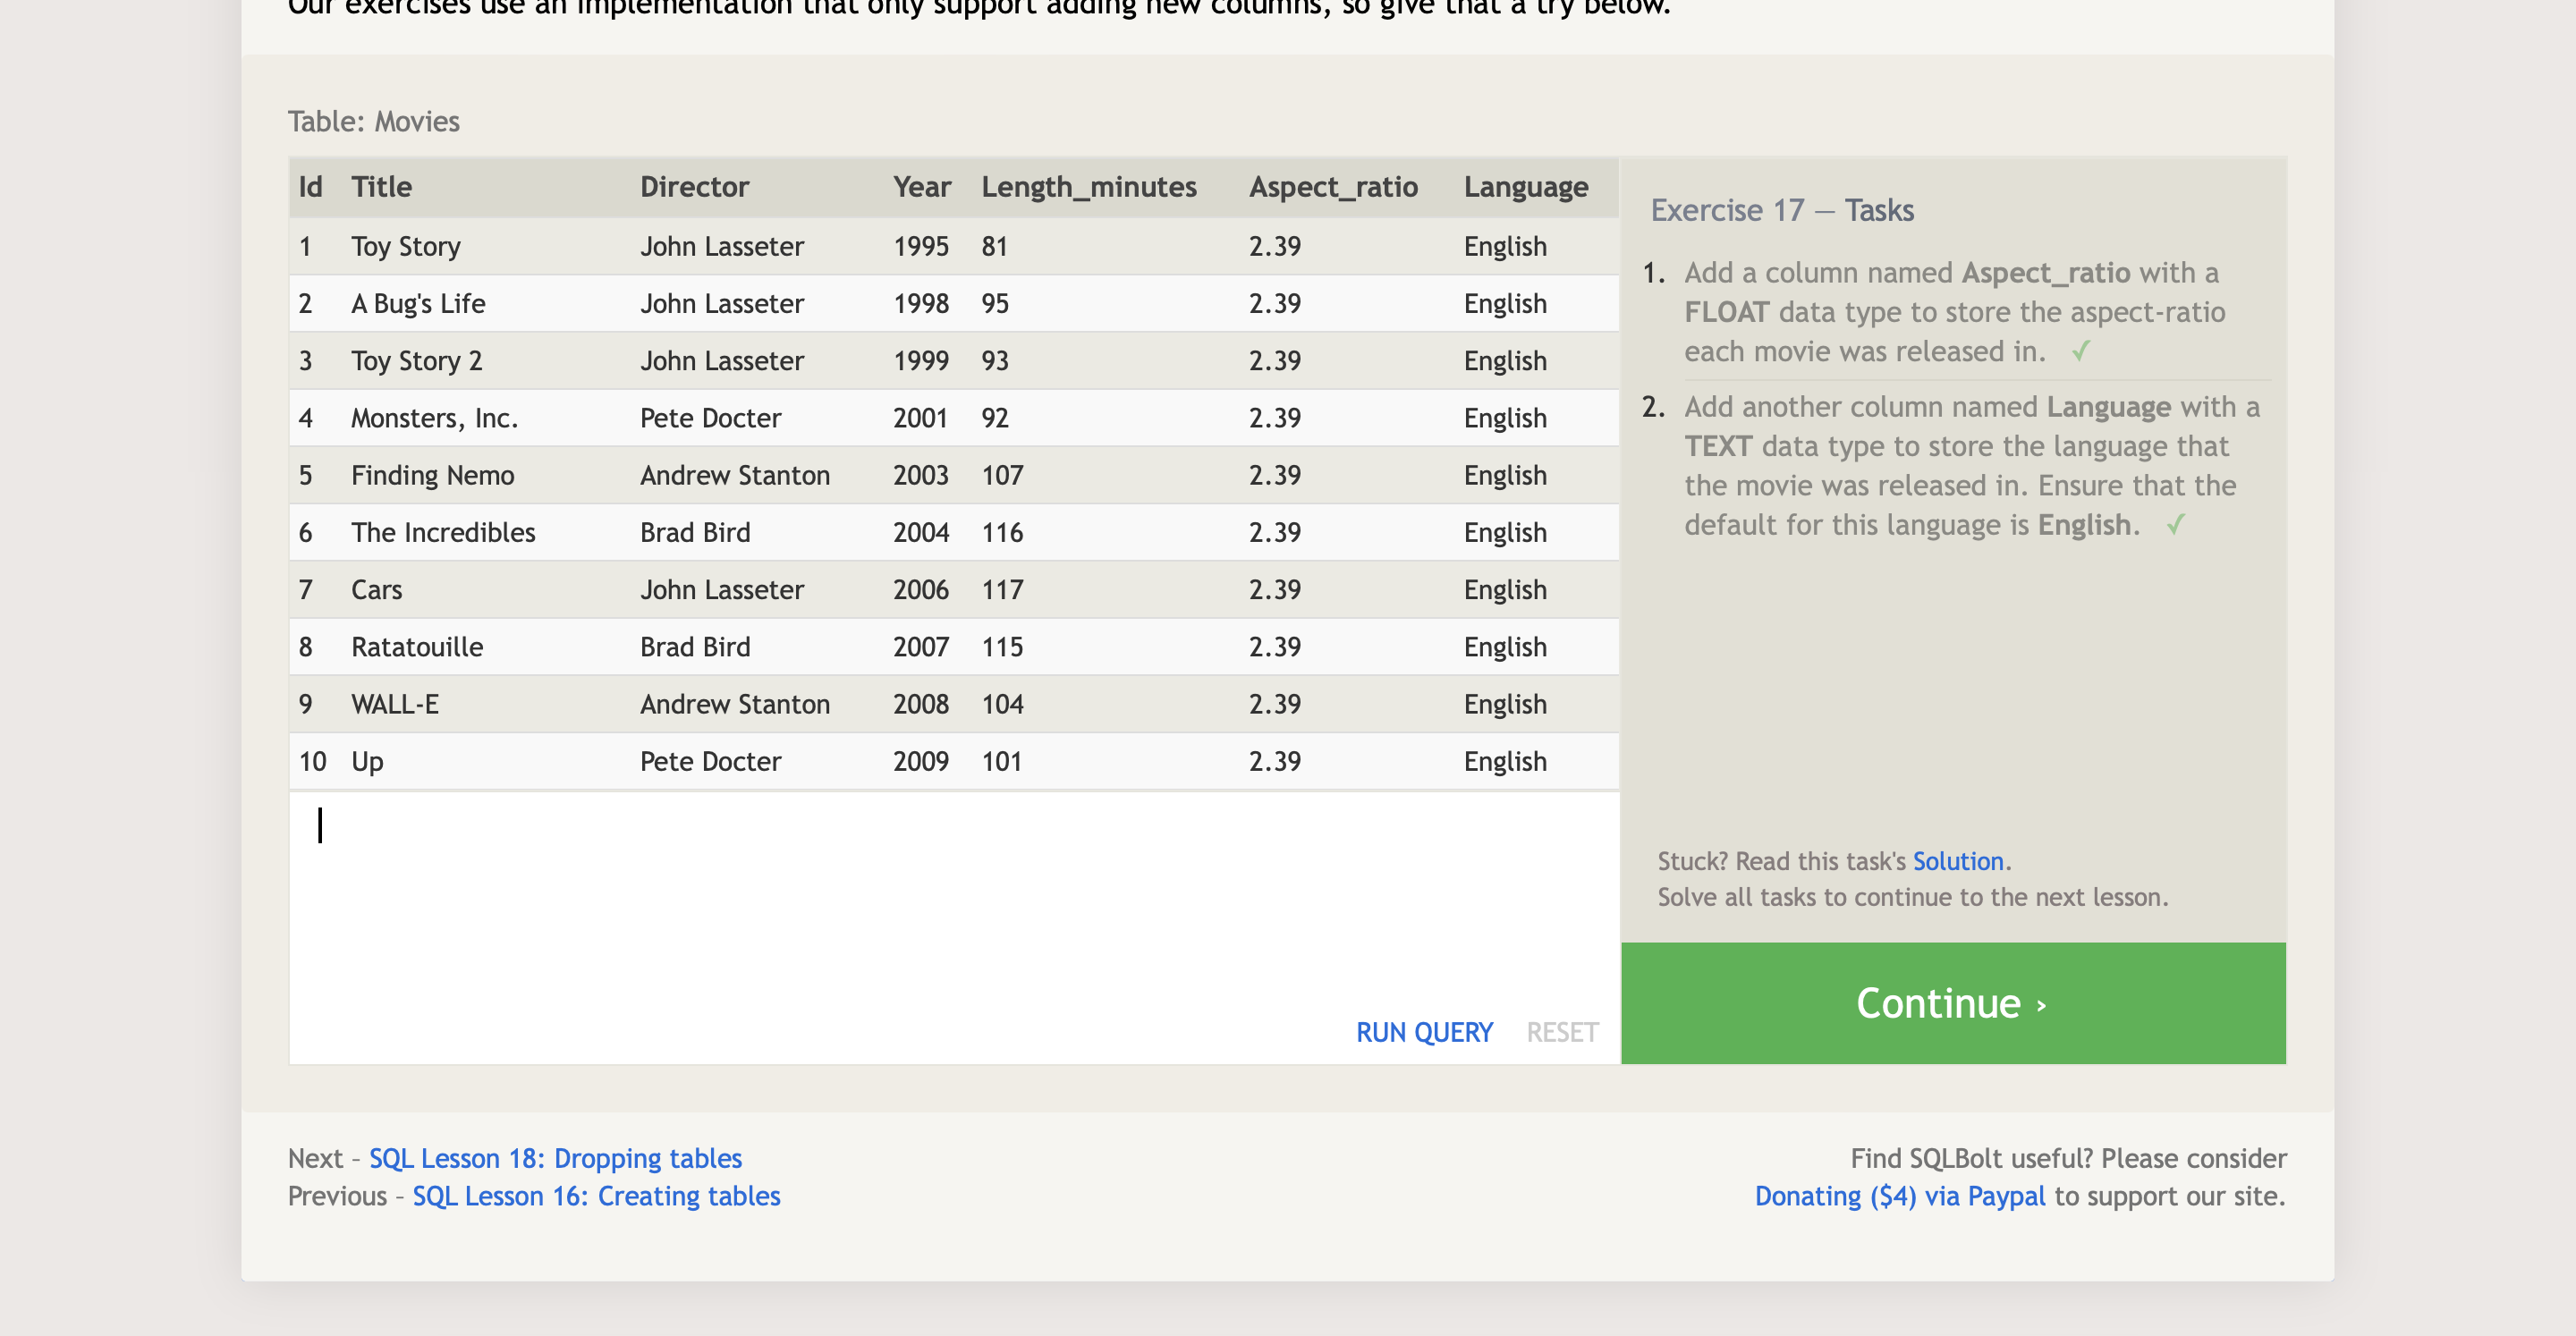 Our exercises use an implementation that only support adding new columns, so give that a try below.
Table: Movies
Id Title Director Year Length_minutes Aspect_ratio Language
1 Toy Story John Lasseter 1995 81 2.39 English
2 A Bug's Life John Lasseter 1998 95 2.39 English
3 Toy Story 2 John Lasseter 1999 93 2.39 English
4 Monsters, Inc. Pete Docter 2001 92 2.39 English
5 Finding Nemo Andrew Stanton 2003 107 2.39 English
6 The Incredibles Brad Bird 2004 116 2.39 English
7 Cars John Lasseter 2006 117 2.39 English
8 Ratatouille Brad Bird 2007 115 2.39 English
9 WALL-E Andrew Stanton 2008 104 2.39 English
10 Up Pete Docter 2009 101 2.39 English
RUN QUERY RESET
Exercise 17 — Tasks
1. Add a column named Aspect_ratio with a
FLOAT data type to store the aspect-ratio
each movie was released in. ✓
2. Add another column named Language with a
TEXT data type to store the language that
the movie was released in. Ensure that the
default for this language is English. ✓
Stuck? Read this task's Solution.
Solve all tasks to continue to the next lesson.
Continue ›
Next – SQL Lesson 18: Dropping tables
Previous – SQL Lesson 16: Creating tables
Find SQLBolt useful? Please consider
Donating ($4) via Paypal to support our site.